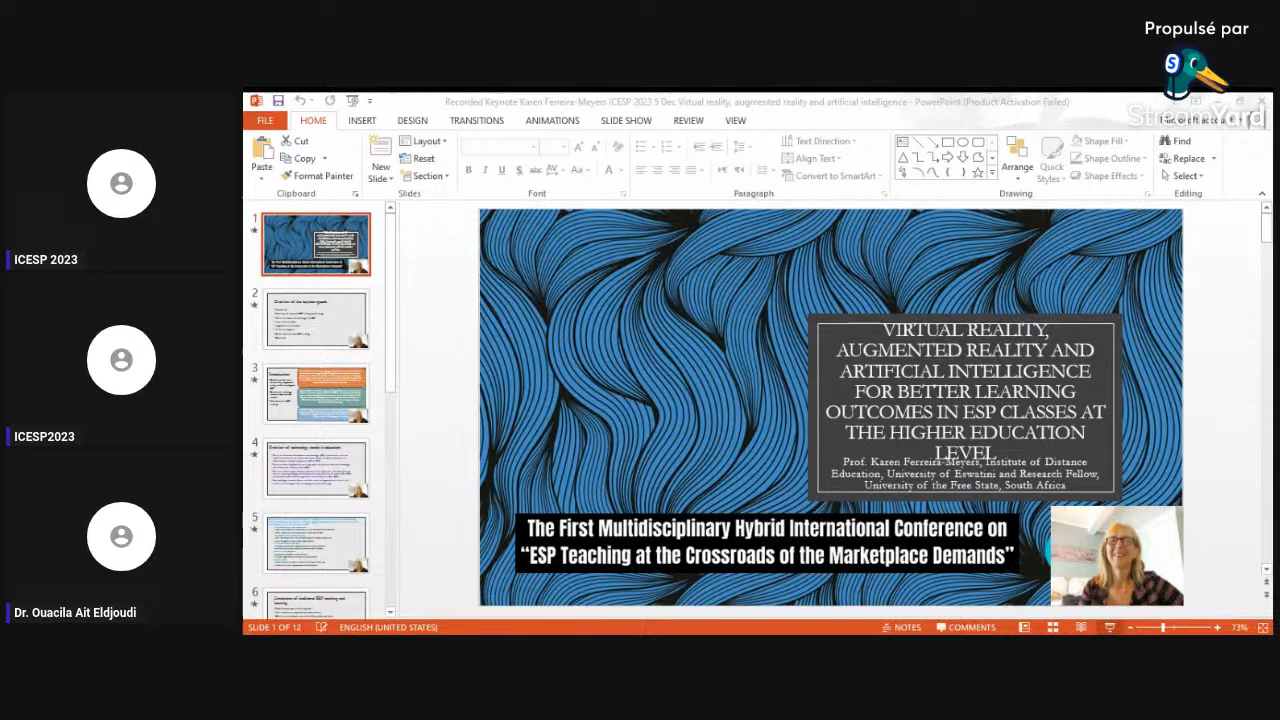 Propulsé par
S
StreamYard
Recorded Keynote Karen Ferreira-Meyers ICESP 2023 5 Dec Virtual reality, augmented reality and artificial intelligence - PowerPoint (Product Activation Failed)
FILE HOME INSERT DESIGN TRANSITIONS ANIMATIONS SLIDE SHOW REVIEW VIEW
Paste
Cut
Copy
Format Painter
Clipboard
New
Slide
Layout
Reset
Section
Slides
Font
Text Direction
Align Text
Convert to SmartArt
Paragraph
Arrange
Quick
Styles
Shape Fill
Shape Outline
Shape Effects
Drawing
Find
Replace
Select
Editing
ICESP 2023
ICESP2023
Dr. Ouacila Ait Eldjoudi
1
2
3
4
5
6
VIRTUAL REALITY,
AUGMENTED REALITY AND
ARTIFICIAL INTELLIGENCE
FOR BETTER LEARNING
OUTCOMES IN ESP CLASSES AT
THE HIGHER EDUCATION
LEVEL
Prof. Karen Ferreira-Meyers, Institute of Distance
Education, University of Eswatini and Research Fellow,
University of the Free State, South Africa
The First Multidisciplinary Hybrid International Conference on
“ESP Teaching at the Crossroads of the Marketplace Demands”
SLIDE 1 OF 12 ENGLISH (UNITED STATES) NOTES COMMENTS 73%